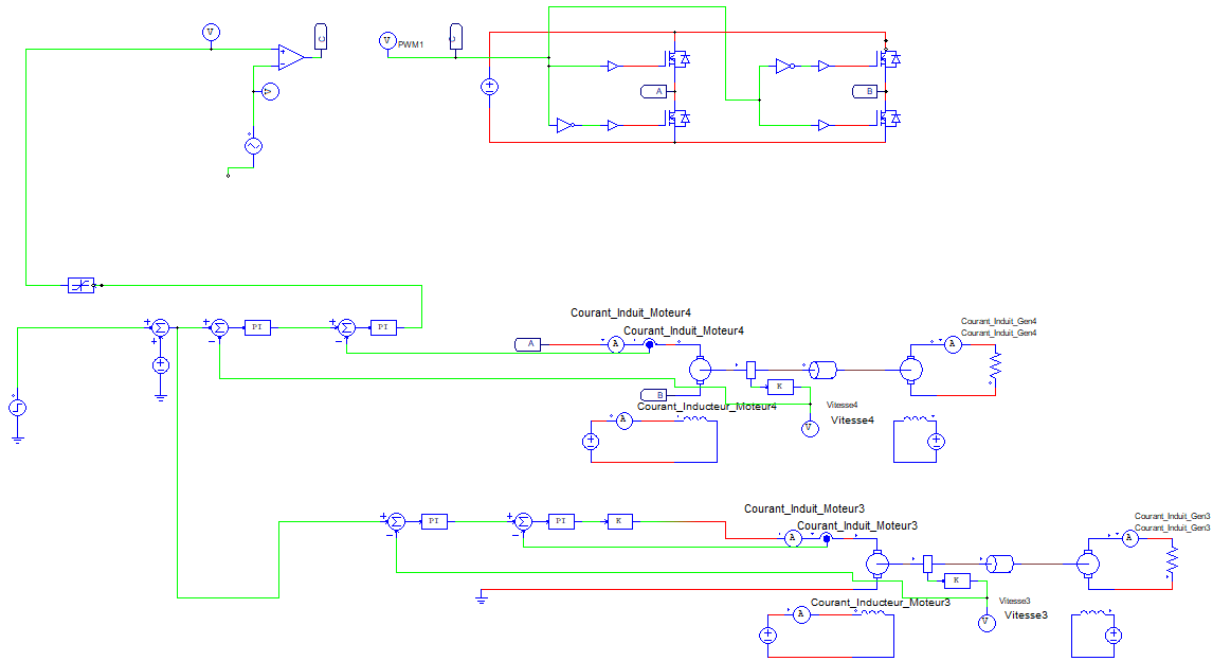 V
C
V
PWM1
C
A
B
V
Courant_Induit_Moteur4
Courant_Induit_Moteur4
Courant_Induit_Gen4
Courant_Induit_Gen4
PI
PI
A
A
A
K
B
Courant_Inducteur_Moteur4
Vitesse4
Vitesse4
A
V
Courant_Induit_Moteur3
Courant_Induit_Moteur3
Courant_Induit_Gen3
Courant_Induit_Gen3
PI
PI
K
A
A
K
Courant_Inducteur_Moteur3
Vitesse3
Vitesse3
A
V